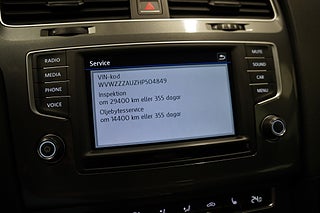 Service
VIN-kod
WVWZZZAUZHP504849
Inspektion
om 29400 km eller 355 dagar
Oljebytesservice
om 14400 km eller 355 dagar
RADIO
MEDIA
PHONE
VOICE
MUTE
SOUND
CAR
MENU